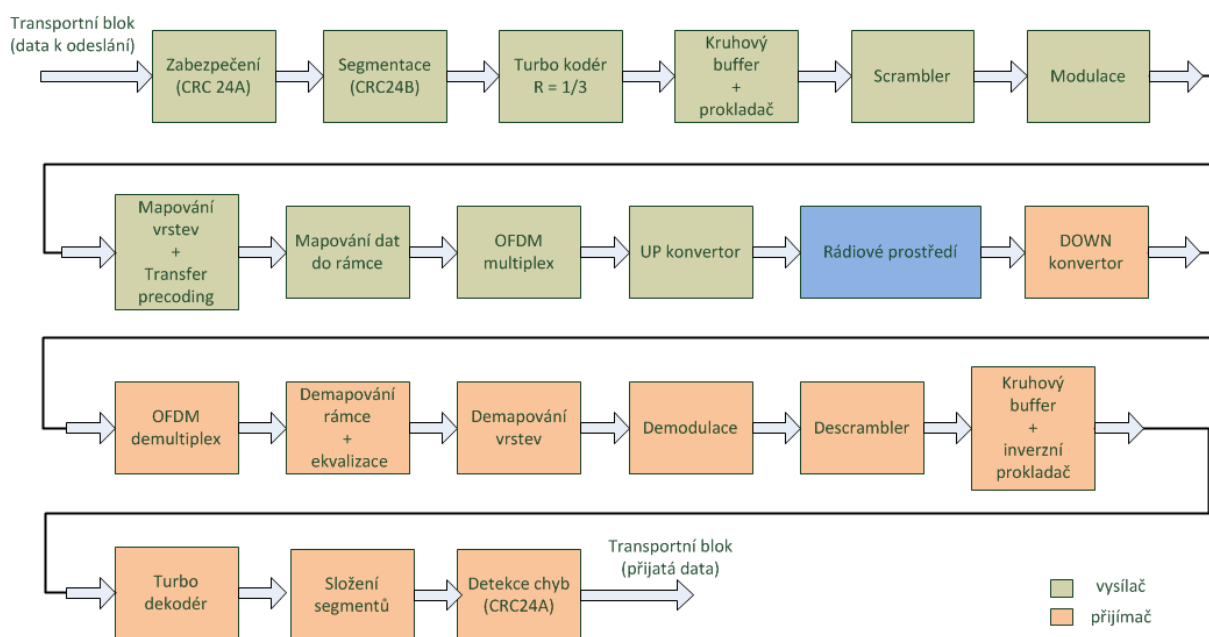 Transportní blok
(data k odeslání)
Zabezpečení
(CRC 24A)
Segmentace
(CRC24B)
Turbo kodér
R = 1/3
Kruhový
buffer
+
prokladač
Scrambler
Modulace
Mapování
vrstev
+
Transfer
precoding
Mapování dat
do rámce
OFDM
multiplex
UP konvertor
Rádiové prostředí
DOWN
konvertor
OFDM
demultiplex
Demapování
rámce
+
ekvalizace
Demapování
vrstev
Demodulace
Descrambler
Kruhový
buffer
+
inverzní
prokladač
Turbo
dekodér
Složení
segmentů
Detekce chyb
(CRC24A)
Transportní blok
(přijatá data)
vysílač
přijímač